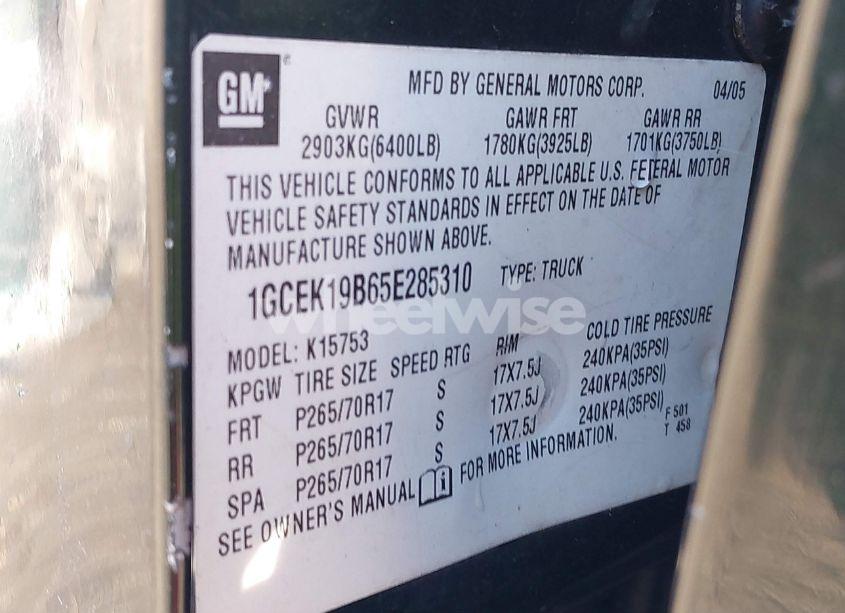 GM
MFD BY GENERAL MOTORS CORP. 04/05
GVWR GAWR FRT GAWR RR
2903KG(6400LB) 1780KG(3925LB) 1701KG(3750LB)
THIS VEHICLE CONFORMS TO ALL APPLICABLE U.S. FEDERAL MOTOR
VEHICLE SAFETY STANDARDS IN EFFECT ON THE DATE OF
MANUFACTURE SHOWN ABOVE.
1GCEK19B65E285310 TYPE: TRUCK
wheelwise
MODEL: K15753
KPGW TIRE SIZE SPEED RTG RIM COLD TIRE PRESSURE
FRT P265/70R17 S 17X7.5J 240KPA(35PSI)
RR P265/70R17 S 17X7.5J 240KPA(35PSI)
SPA P265/70R17 S 17X7.5J 240KPA(35PSI)
SEE OWNER'S MANUAL FOR MORE INFORMATION.
F 501
T 458